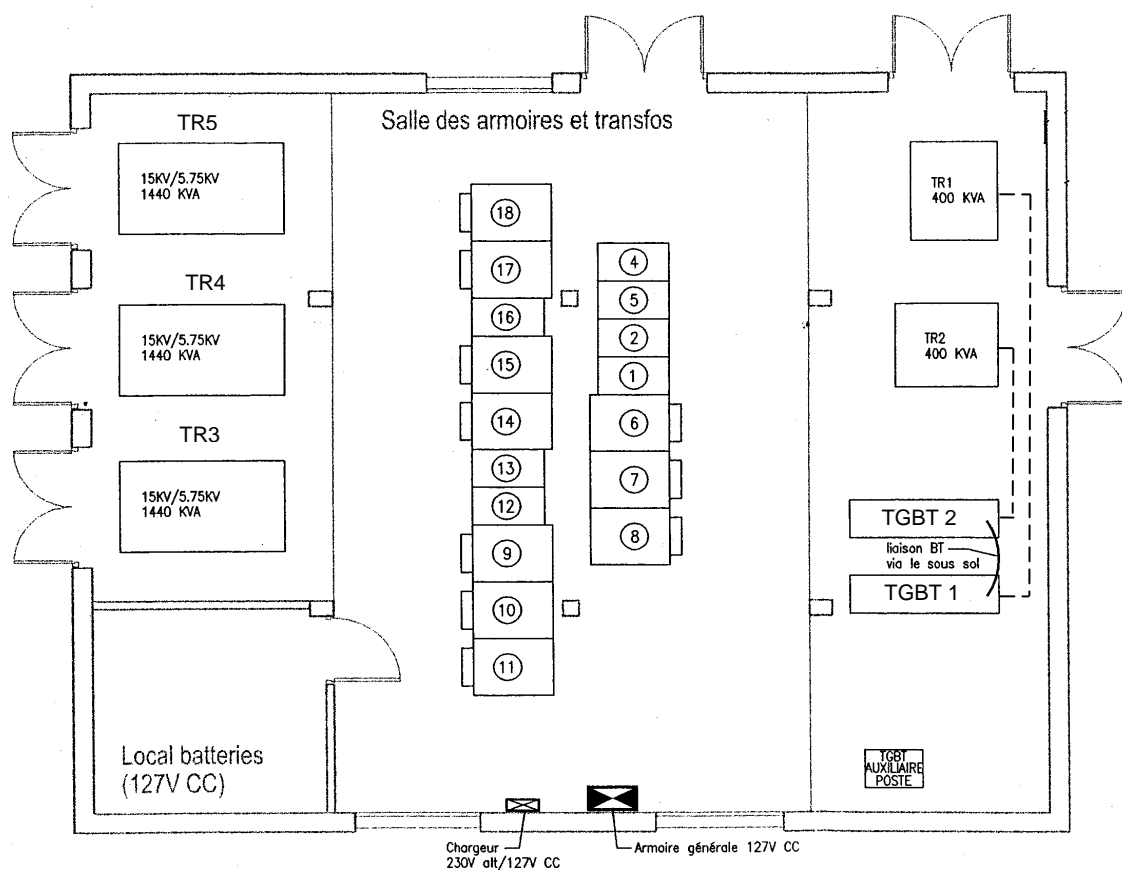 TR5
15KV/5.75KV
1440 KVA
TR4
15KV/5.75KV
1440 KVA
TR3
15KV/5.75KV
1440 KVA
Local batteries
(127V CC)
Salle des armoires et transfos
18
17
16
15
14
13
12
9
10
11
4
5
2
1
6
7
8
TR1
400 KVA
TR2
400 KVA
TGBT 2
liaison BT
via le sous sol
TGBT 1
TGBT
AUXILIAIRE
POSTE
Chargeur
230V alt/127V CC
Armoire générale 127V CC